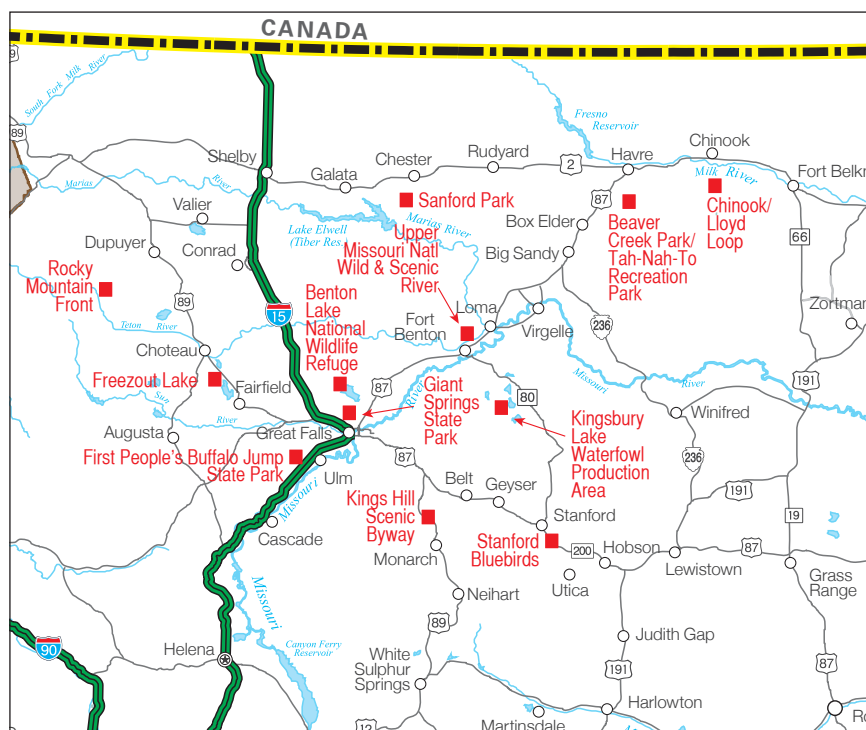 CANADA
South Fork Milk River
89
Fresno
Reservoir
Chinook
Shelby
Galata
Chester
Rudyard
2
Havre
Milk River
Fort Belkn
Marias
River
Valier
Sanford Park
Marias River
87
Box Elder
Beaver
Creek Park/
Tah-Nah-To
Recreation
Park
Chinook/
Lloyd
Loop
66
Lake Elwell
(Tiber Res.)
Upper
Missouri Natl
Wild & Scenic
River
Dupuyer
Conrad
Big Sandy
Rocky
Mountain
Front
89
15
Benton
Lake
National
Wildlife
Refuge
Loma
Fort
Benton
Virgelle
236
Zortman
Teton River
Choteau
Missouri
River
Freezout Lake
Fairfield
87
River
Giant
Springs
State
Park
80
191
Sun
River
Kingsbury
Lake
Waterfowl
Production
Area
Winifred
Augusta
Great Falls
First People's Buffalo Jump
State Park
Ulm
87
Belt
Geyser
236
191
Missouri
Kings Hill
Scenic
Byway
Cascade
Stanford
19
Monarch
Stanford
Bluebirds
200
Hobson
Lewistown
87
Grass
Range
Utica
Missouri
Neihart
89
Judith Gap
90
Helena
Canyon Ferry
Reservoir
White
Sulphur
Springs
191
87
Harlowton
12
Martinsdale
Ro